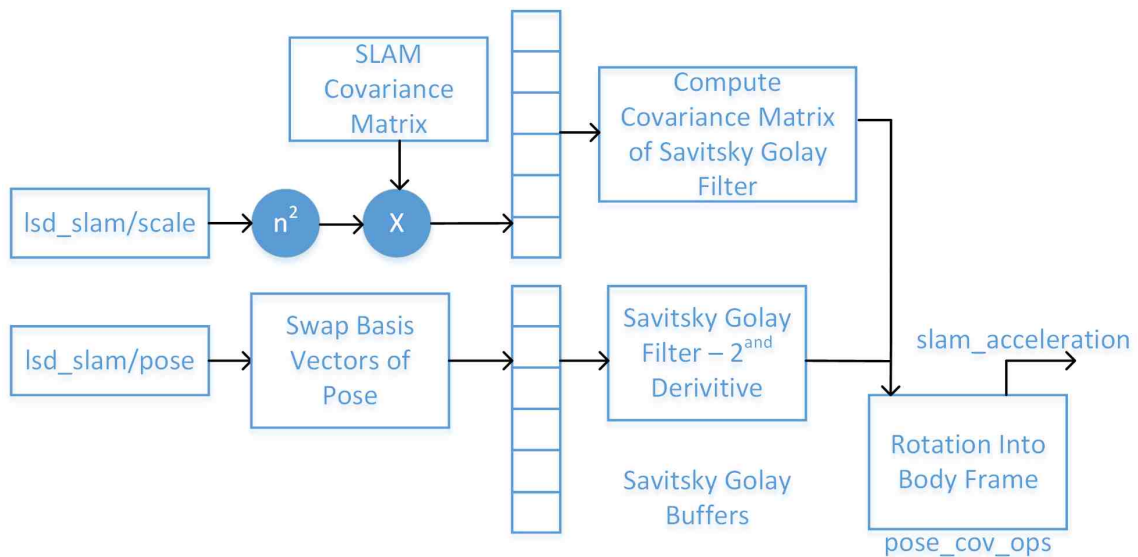 SLAM
Covariance
Matrix
Compute
Covariance Matrix
of Savitsky Golay
Filter
lsd_slam/scale
n²
X
lsd_slam/pose
Swap Basis
Vectors of
Pose
Savitsky Golay
Filter – 2ᵃⁿᵈ
Derivitive
slam_acceleration
Rotation Into
Body Frame
Savitsky Golay
Buffers
pose_cov_ops